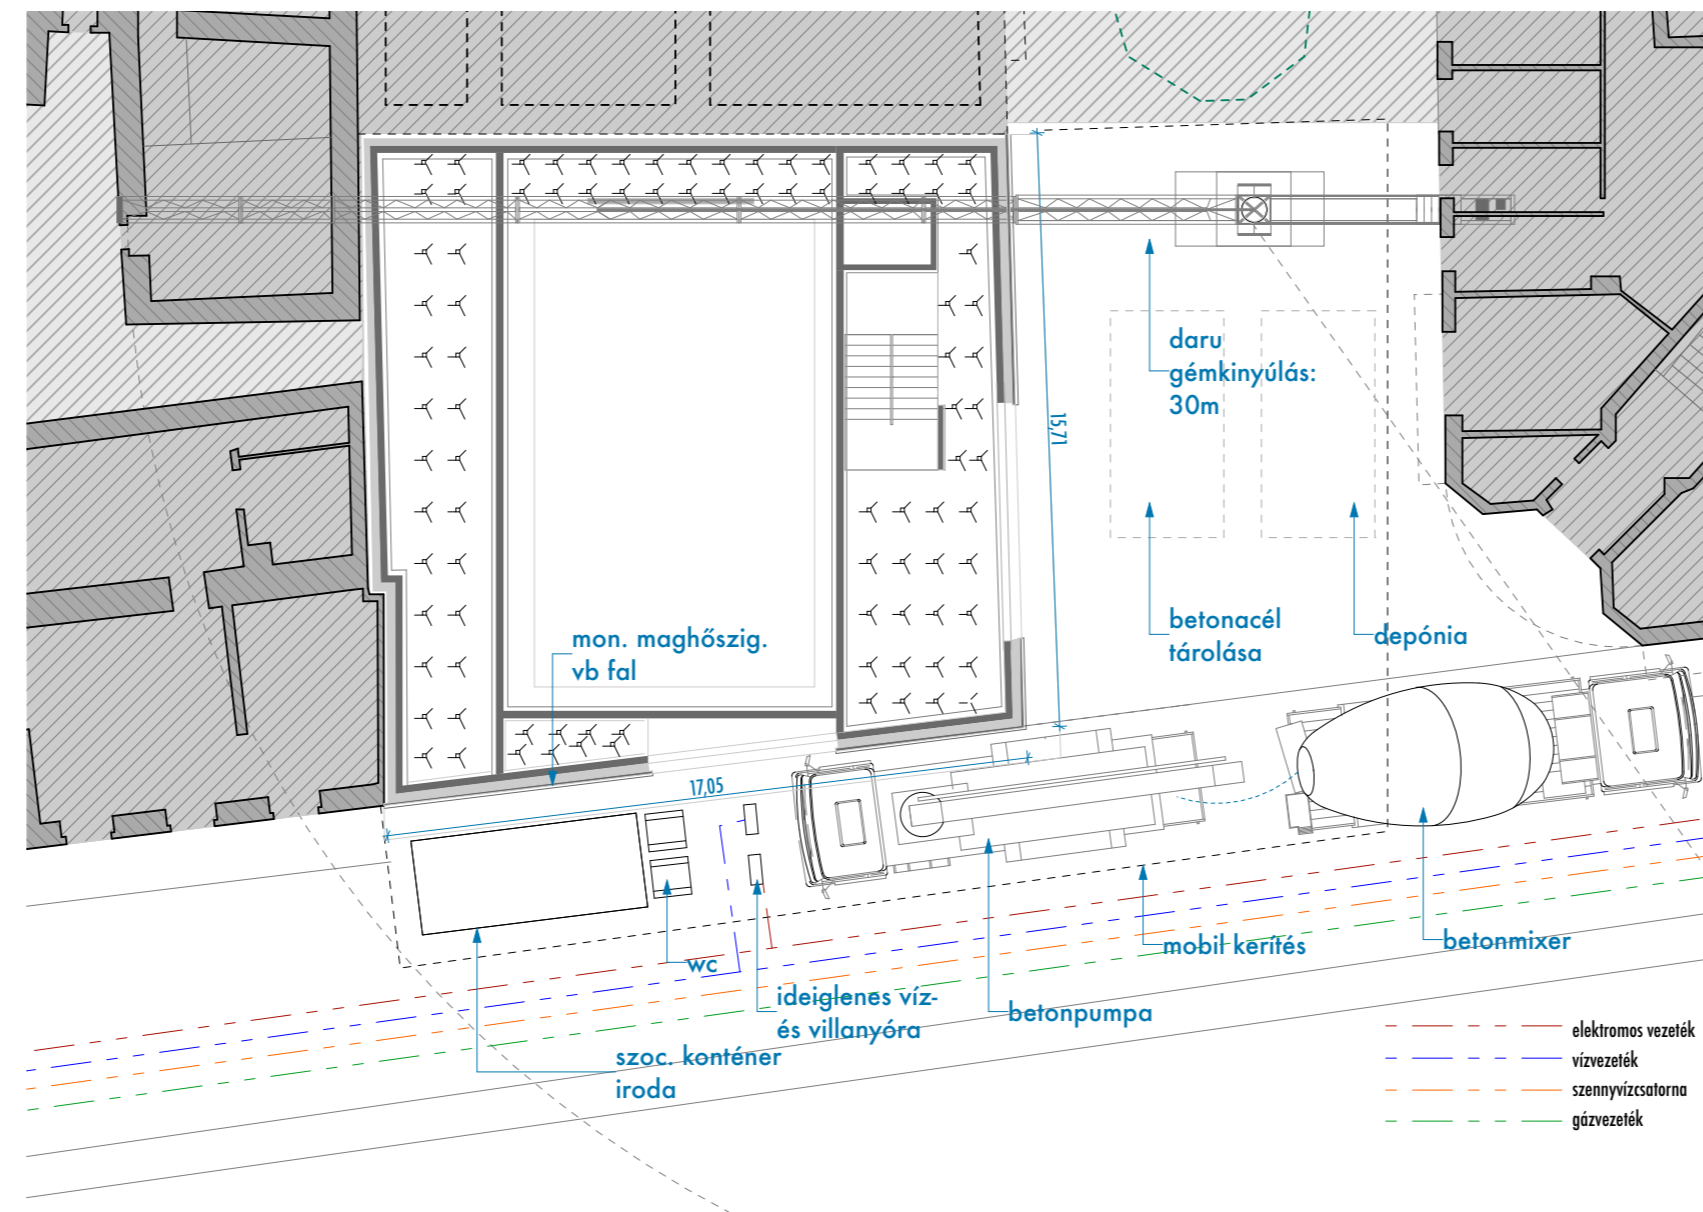 daru
gémkinyúlás:
30m
15,71
betonacél
tárolása
depónia
mon. maghőszig.
vb fal
17,05
wc
ideiglenes víz-
és villanyóra
szoc. konténer
iroda
betonpumpa
mobil kerítés
betonmixer
elektromos vezeték
vízvezeték
szennyvízcsatorna
gázvezeték